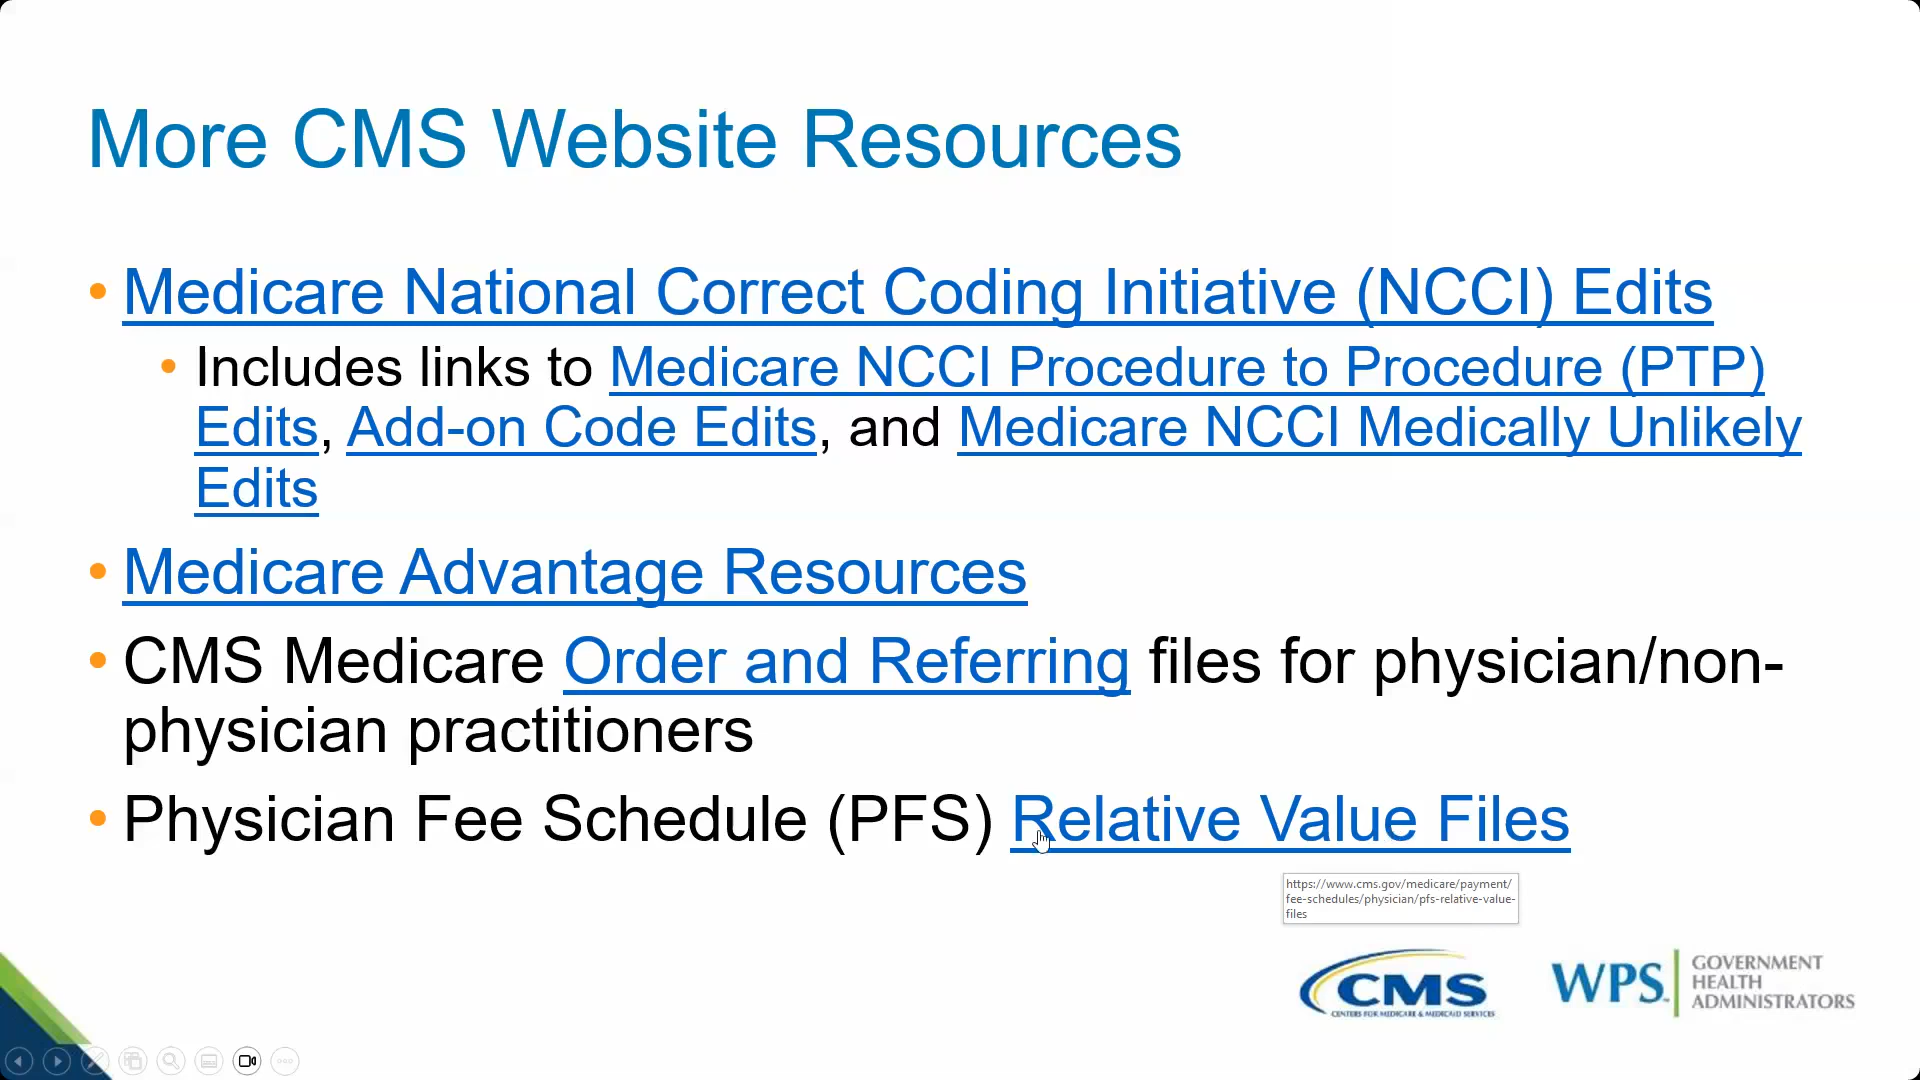 More CMS Website Resources
• Medicare National Correct Coding Initiative (NCCI) Edits
• Includes links to Medicare NCCI Procedure to Procedure (PTP)
Edits, Add-on Code Edits, and Medicare NCCI Medically Unlikely
Edits
• Medicare Advantage Resources
• CMS Medicare Order and Referring files for physician/non-
physician practitioners
• Physician Fee Schedule (PFS) Relative Value Files
https://www.cms.gov/medicare/payment/
fee-schedules/physician/pfs-relative-value-
files
CMS
CENTERS FOR MEDICARE & MEDICAID SERVICES
WPS
GOVERNMENT
HEALTH
ADMINISTRATORS